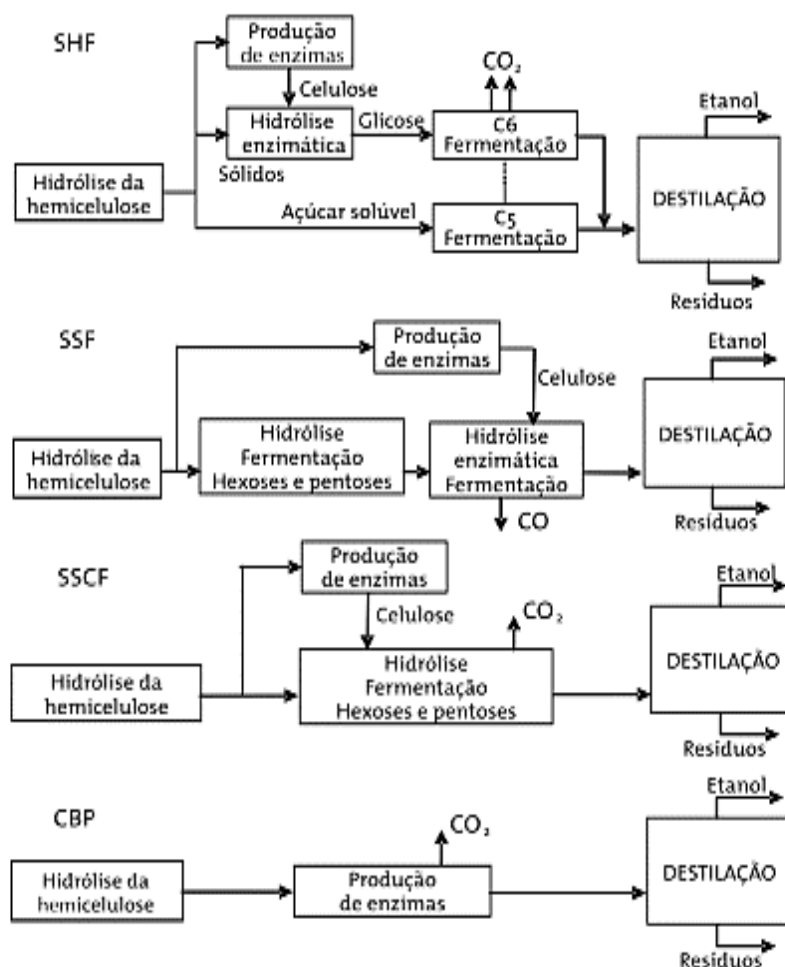 SHF
Produção
de enzimas
Celulose
CO₂
Etanol
Hidrólise
enzimática
Glicose
C6
Fermentação
Hidrólise da
hemicelulose
Sólidos
DESTILAÇÃO
Açúcar solúvel
C5
Fermentação
Resíduos
SSF
Produção
de enzimas
Etanol
Celulose
Hidrólise da
hemicelulose
Hidrólise
Fermentação
Hexoses e pentoses
Hidrólise
enzimática
Fermentação
DESTILAÇÃO
CO
Resíduos
SSCF
Produção
de enzimas
Etanol
Celulose
CO₂
Hidrólise da
hemicelulose
Hidrólise
Fermentação
Hexoses e pentoses
DESTILAÇÃO
Resíduos
CBP
Etanol
CO₂
Hidrólise da
hemicelulose
Produção
de enzimas
DESTILAÇÃO
Resíduos